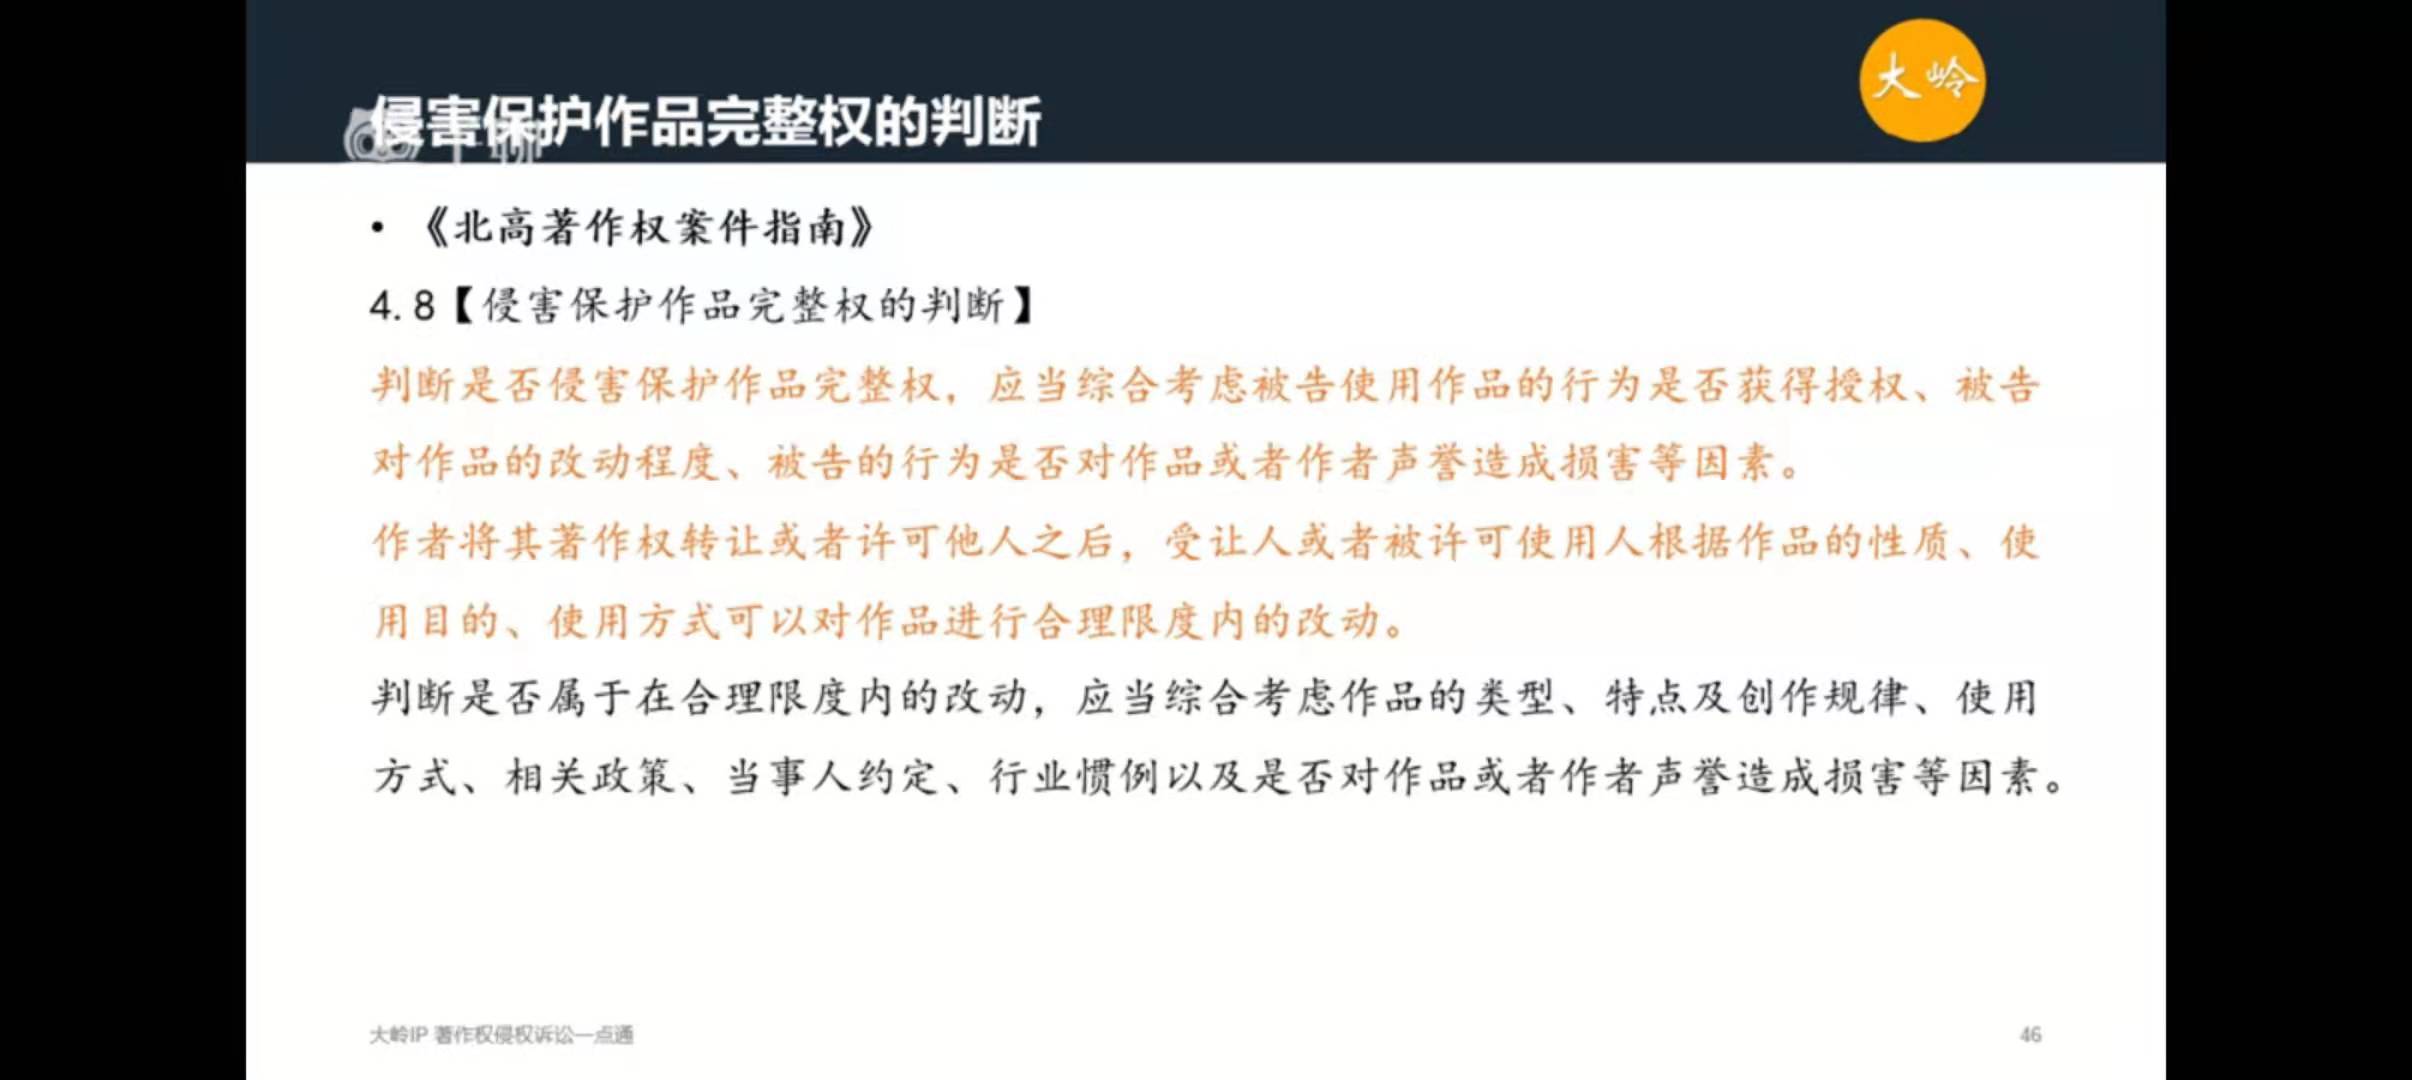 侵害保护作品完整权的判断
大岭
• 《北高著作权案件指南》
4.8【侵害保护作品完整权的判断】
判断是否侵害保护作品完整权，应当综合考虑被告使用作品的行为是否获得授权、被告
对作品的改动程度、被告的行为是否对作品或者作者声誉造成损害等因素。
作者将其著作权转让或者许可他人之后，受让人或者被许可使用人根据作品的性质、使
用目的、使用方式可以对作品进行合理限度内的改动。
判断是否属于在合理限度内的改动，应当综合考虑作品的类型、特点及创作规律、使用
方式、相关政策、当事人约定、行业惯例以及是否对作品或者作者声誉造成损害等因素。
大岭IP 著作权侵权诉讼一点通
46